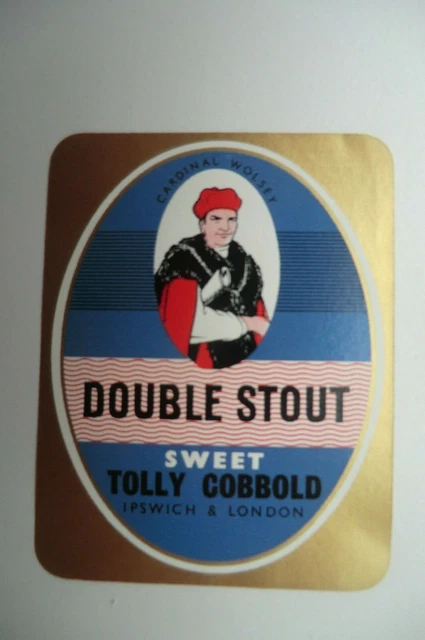 CARDINAL WOLSEY
DOUBLE STOUT
SWEET
TOLLY COBBOLD
IPSWICH & LONDON